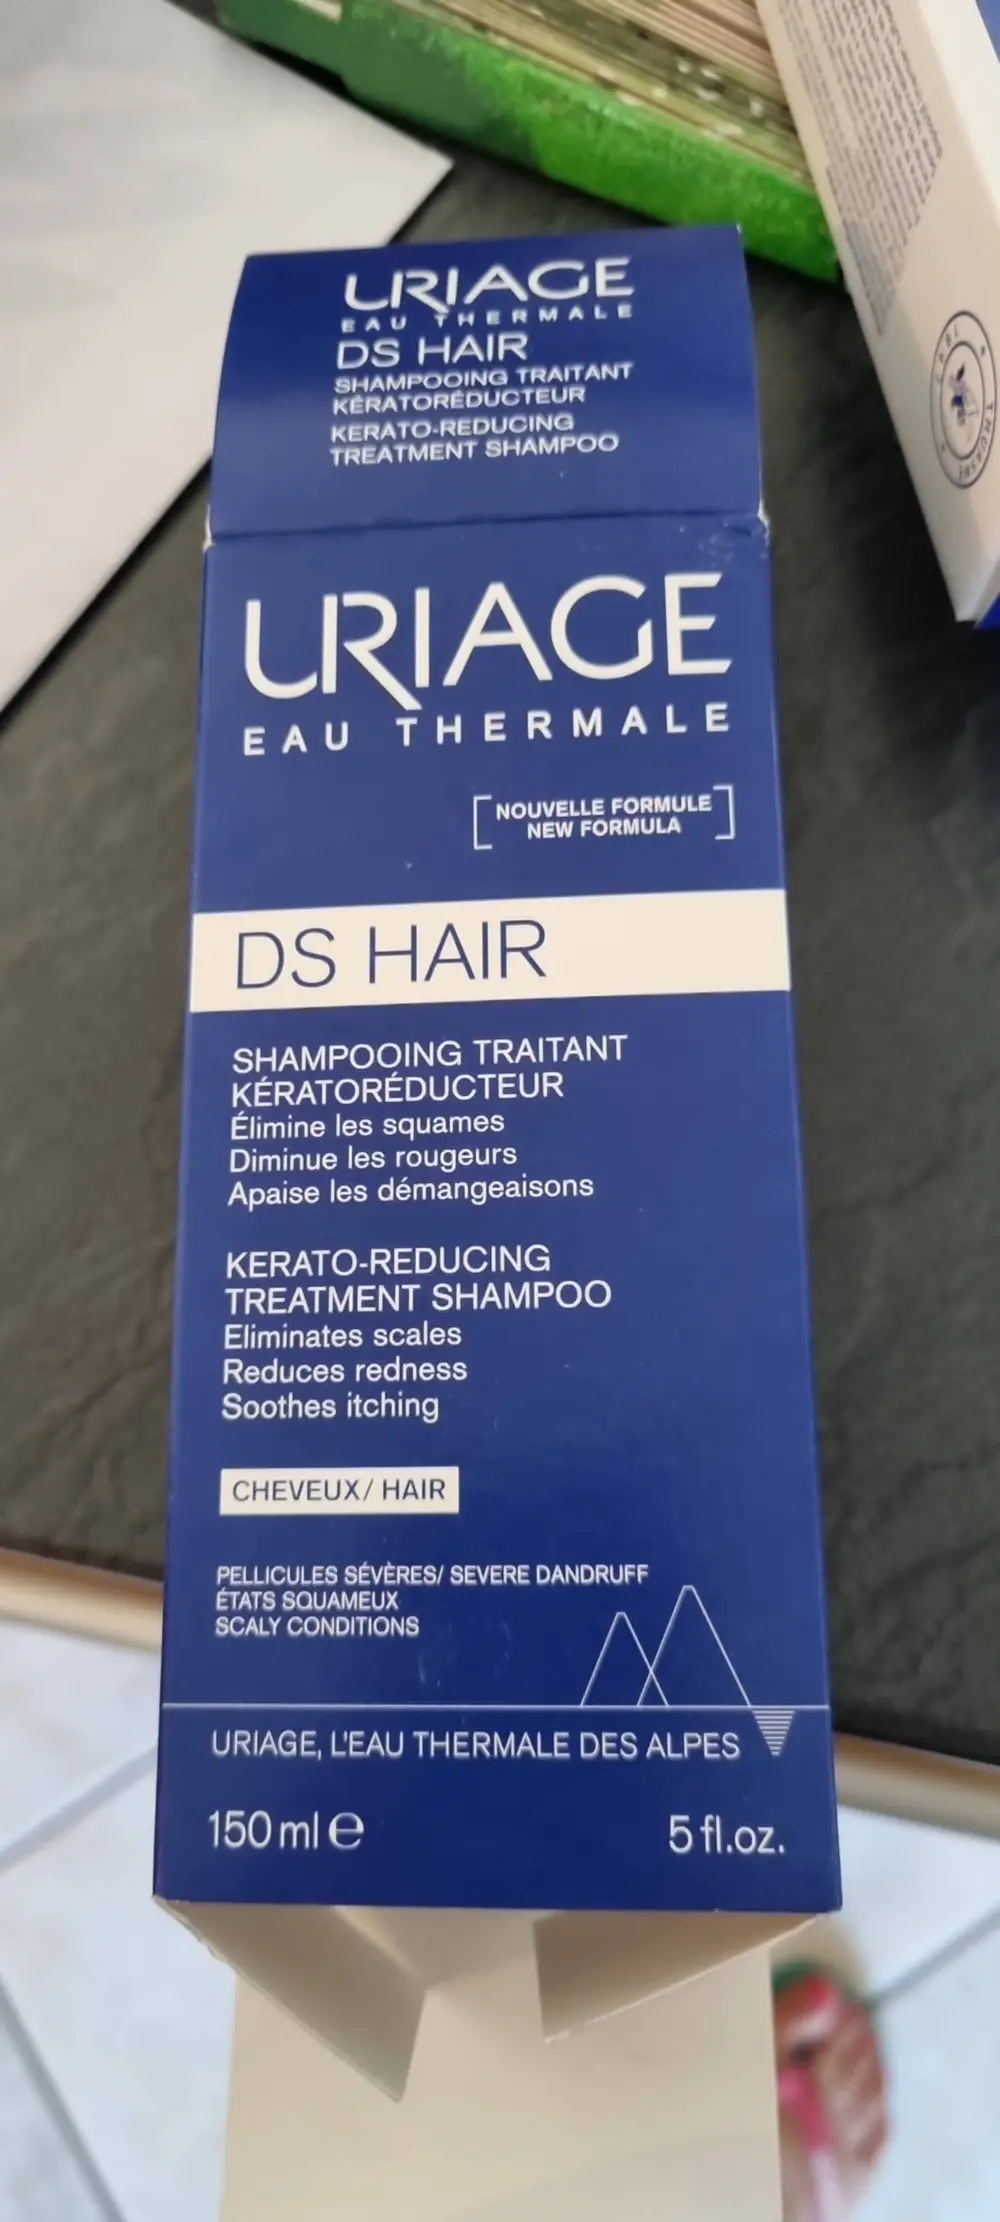 URIAGE
EAU THERMALE
DS HAIR
SHAMPOOING TRAITANT
KÉRATORÉDUCTEUR
KERATO-REDUCING
TREATMENT SHAMPOO
URIAGE
EAU THERMALE
NOUVELLE FORMULE
NEW FORMULA
DS HAIR
SHAMPOOING TRAITANT
KÉRATORÉDUCTEUR
Élimine les squames
Diminue les rougeurs
Apaise les démangeaisons
KERATO-REDUCING
TREATMENT SHAMPOO
Eliminates scales
Reduces redness
Soothes itching
CHEVEUX/ HAIR
PELLICULES SÉVÈRES/ SEVERE DANDRUFF
ÉTATS SQUAMEUX
SCALY CONDITIONS
URIAGE, L'EAU THERMALE DES ALPES
150 ml e
5 fl.oz.